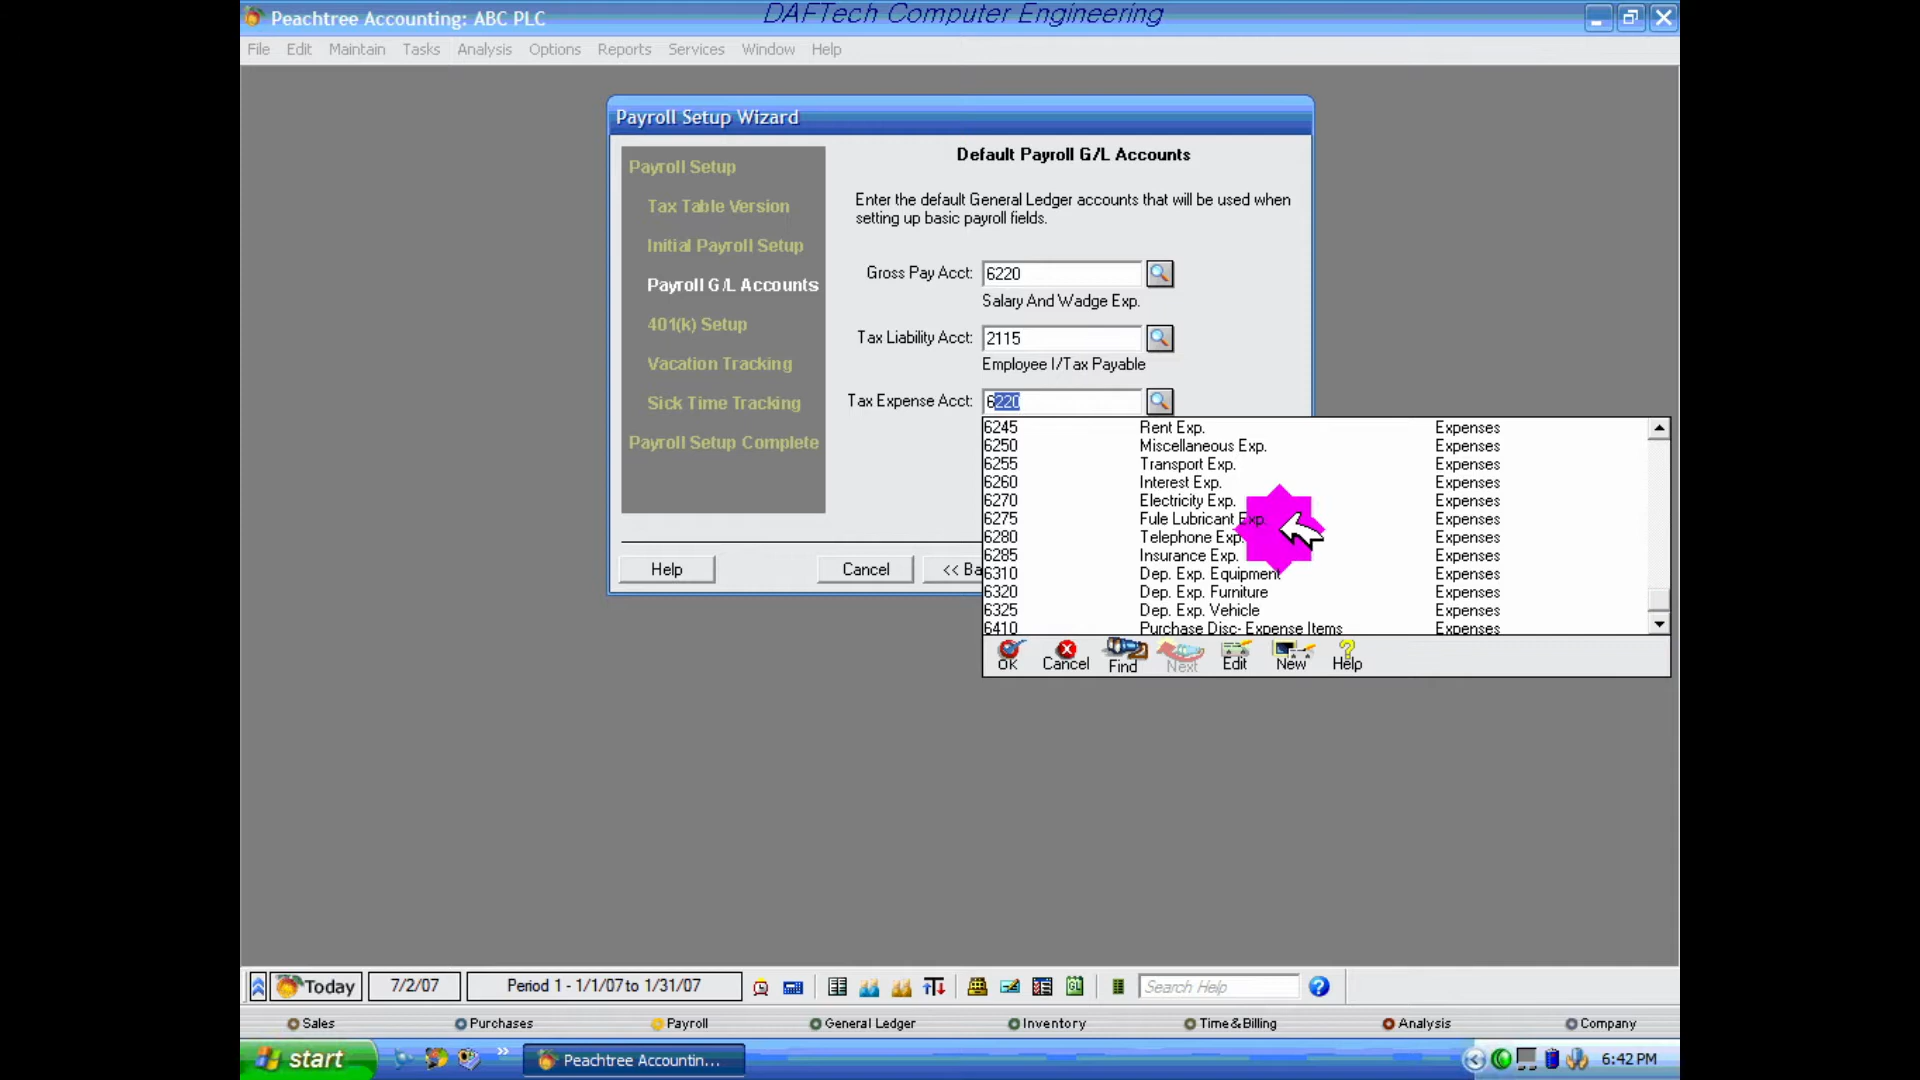 Peachtree Accounting: ABC PLC
DAFTech Computer Engineering
File Edit Maintain Tasks Analysis Options Reports Services Window Help
Payroll Setup Wizard
Payroll Setup
Tax Table Version
Initial Payroll Setup
Payroll G/L Accounts
401(k) Setup
Vacation Tracking
Sick Time Tracking
Payroll Setup Complete
Default Payroll G/L Accounts
Enter the default General Ledger accounts that will be used when
setting up basic payroll fields.
Gross Pay Acct: 6220
Salary And Wadge Exp.
Tax Liability Acct: 2115
Employee I/Tax Payable
Tax Expense Acct: 6220
6245 Rent Exp. Expenses
6250 Miscellaneous Exp. Expenses
6255 Transport Exp. Expenses
6260 Interest Exp. Expenses
6270 Electricity Exp. Expenses
6275 Fule Lubricant Exp. Expenses
6280 Telephone Exp. Expenses
6285 Insurance Exp. Expenses
6310 Dep. Exp. Equipment Expenses
6320 Dep. Exp. Furniture Expenses
6325 Dep. Exp. Vehicle Expenses
6410 Purchase Disc- Expense Items Expenses
OK Cancel Find Next Edit New Help
Help Cancel << Ba
Today 7/2/07 Period 1 - 1/1/07 to 1/31/07 Search Help
Sales Purchases Payroll General Ledger Inventory Time & Billing Analysis Company
start Peachtree Accountin... 6:42 PM